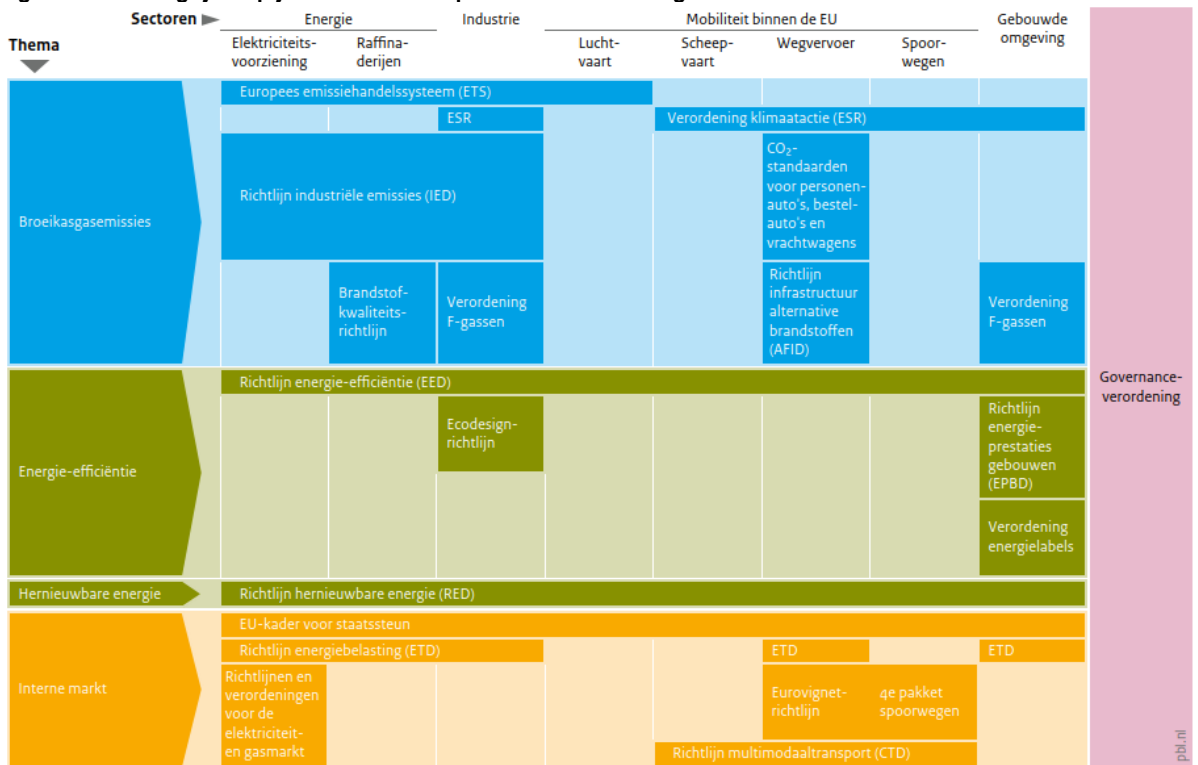 Sectoren
Energie
Industrie
Mobiliteit binnen de EU
Gebouwde
omgeving
Thema
Elektriciteits-
voorziening
Raffina-
derijen
Lucht-
vaart
Scheep-
vaart
Wegvervoer
Spoor-
wegen
Broeikasgasemissies
Europees emissiehandelssysteem (ETS)
ESR
Verordening klimaatactie (ESR)
Richtlijn industriële emissies (IED)
CO₂-
standaarden
voor personen-
auto's, bestel-
auto's en
vrachtwagens
Brandstof-
kwaliteits-
richtlijn
Verordening
F-gassen
Richtlijn
infrastructuur
alternative
brandstoffen
(AFID)
Verordening
F-gassen
Energie-efficiëntie
Richtlijn energie-efficiëntie (EED)
Ecodesign-
richtlijn
Richtlijn
energie-
prestaties
gebouwen
(EPBD)
Verordening
energielabels
Hernieuwbare energie
Richtlijn hernieuwbare energie (RED)
Interne markt
EU-kader voor staatssteun
Richtlijn energiebelasting (ETD)
ETD
ETD
Richtlijnen en
verordeningen
voor de
elektriciteit-
en gasmarkt
Eurovignet-
richtlijn
4e pakket
spoorwegen
Richtlijn multimodaaltransport (CTD)
Governance-
verordening
pbl.nl